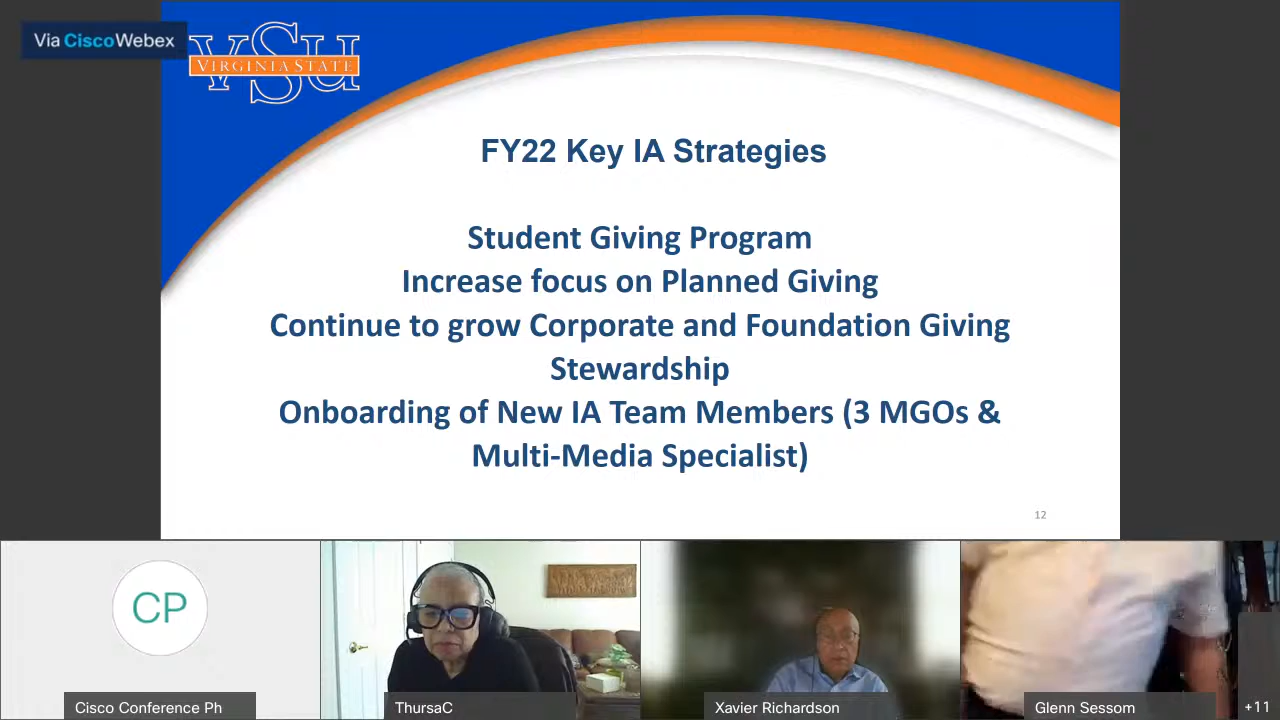 Via CiscoWebex
VSU
VIRGINIA STATE
FY22 Key IA Strategies
Student Giving Program
Increase focus on Planned Giving
Continue to grow Corporate and Foundation Giving
Stewardship
Onboarding of New IA Team Members (3 MGOs &
Multi-Media Specialist)
12
CP
Cisco Conference Ph
ThursaC
Xavier Richardson
Glenn Sessom
+11